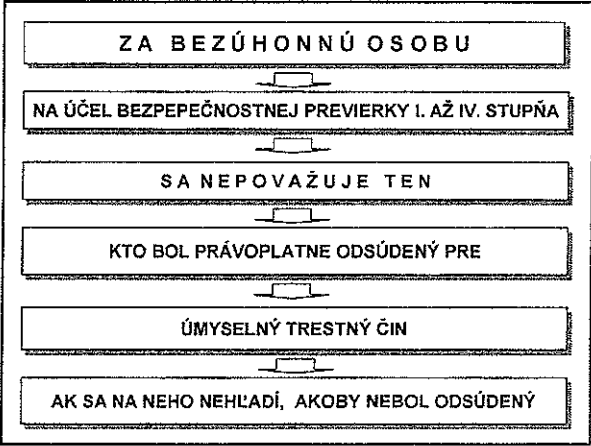 ZA BEZÚHONNÚ OSOBU
NA ÚČEL BEZPEPEČNOSTNEJ PREVIERKY I. AŽ IV. STUPŇA
SA NEPOVAŽUJE TEN
KTO BOL PRÁVOPLATNE ODSÚDENÝ PRE
ÚMYSELNÝ TRESTNÝ ČIN
AK SA NA NEHO NEHĽADÍ, AKOBY NEBOL ODSÚDENÝ